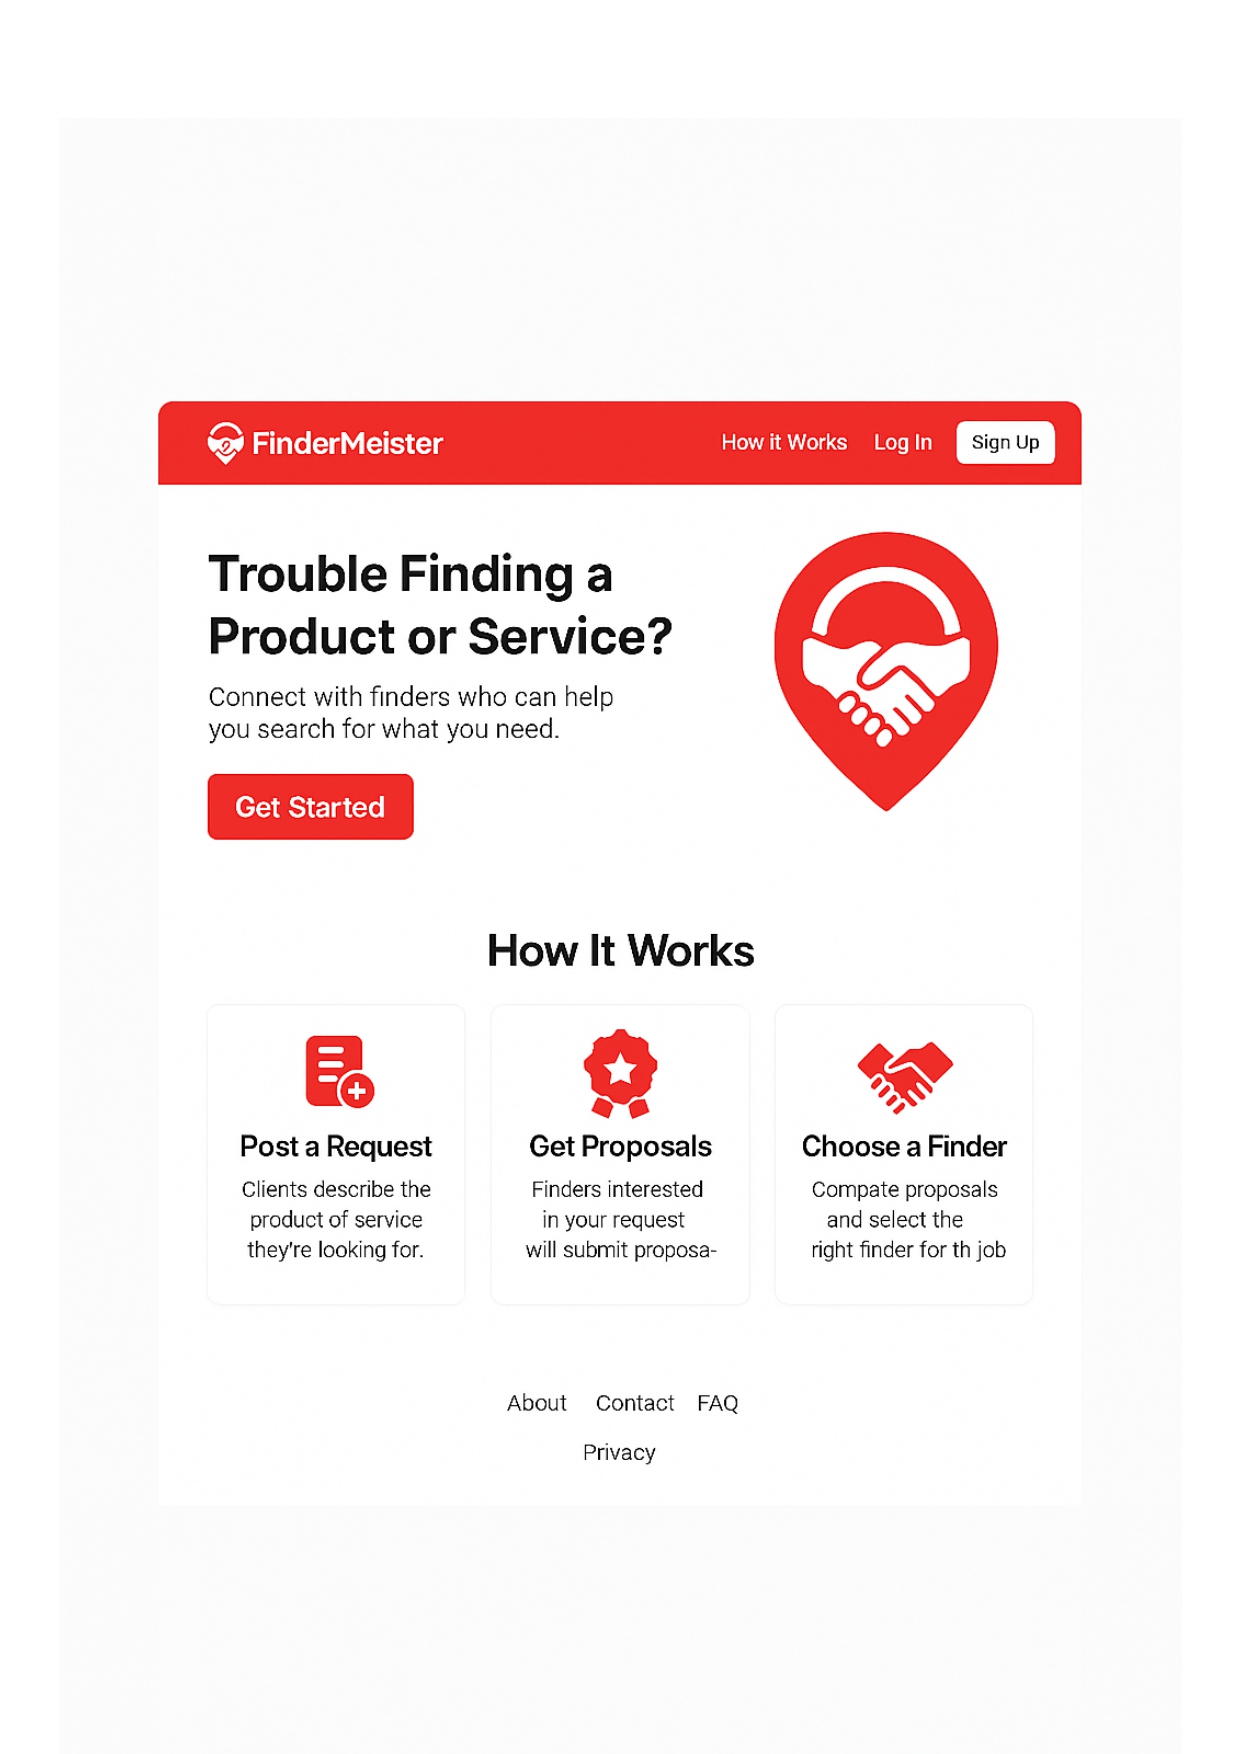 FinderMeister
How it Works
Log In
Sign Up
Trouble Finding a
Product or Service?
Connect with finders who can help
you search for what you need.
Get Started
How It Works
Post a Request
Clients describe the
product of service
they're looking for.
Get Proposals
Finders interested
in your request
will submit proposa-
Choose a Finder
Compate proposals
and select the
right finder for th job
About
Contact
FAQ
Privacy